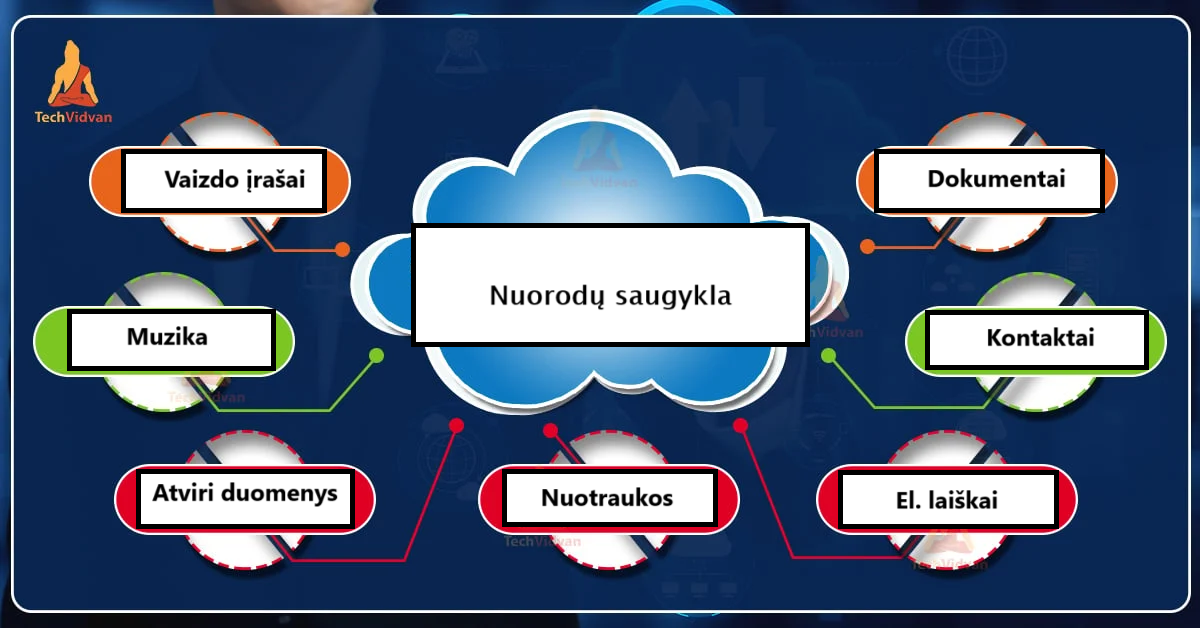 TechVidvan
Vaizdo įrašai
Dokumentai
TechVidvan
Nuorodų saugykla
Muzika
Kontaktai
TechVidvan
TechVidvan
Atviri duomenys
Nuotraukos
El. laiškai
TechVidvan
TechVidvan